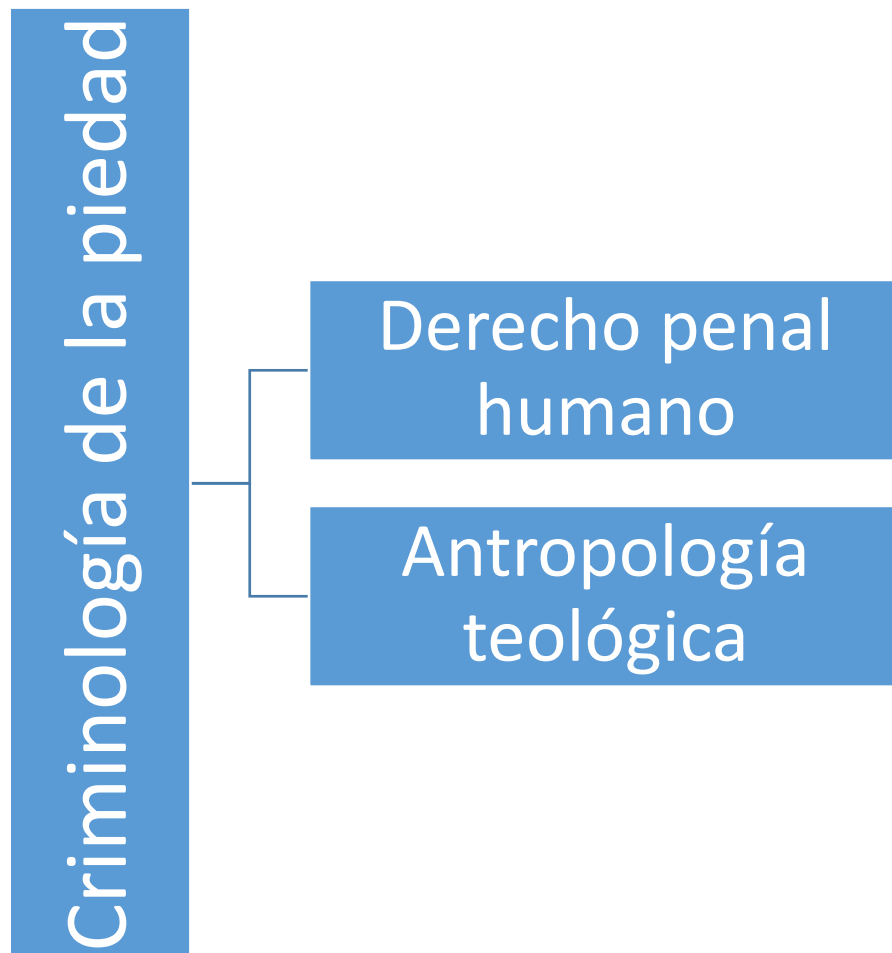 Criminología de la piedad
Derecho penal
humano
Antropología
teológica